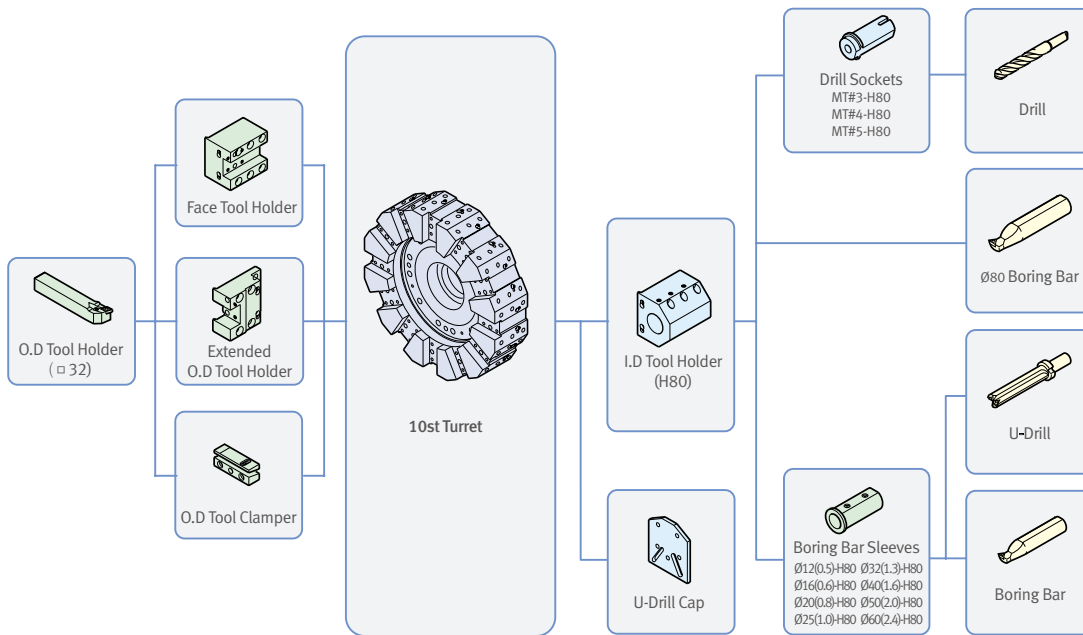 Face Tool Holder
O.D Tool Holder
(□32)
Extended
O.D Tool Holder
O.D Tool Clamper
10st Turret
I.D Tool Holder
(H80)
U-Drill Cap
Drill Sockets
MT#3-H80
MT#4-H80
MT#5-H80
Drill
Ø80 Boring Bar
U-Drill
Boring Bar Sleeves
Ø12(0.5)-H80 Ø32(1.3)-H80
Ø16(0.6)-H80 Ø40(1.6)-H80
Ø20(0.8)-H80 Ø50(2.0)-H80
Ø25(1.0)-H80 Ø60(2.4)-H80
Boring Bar